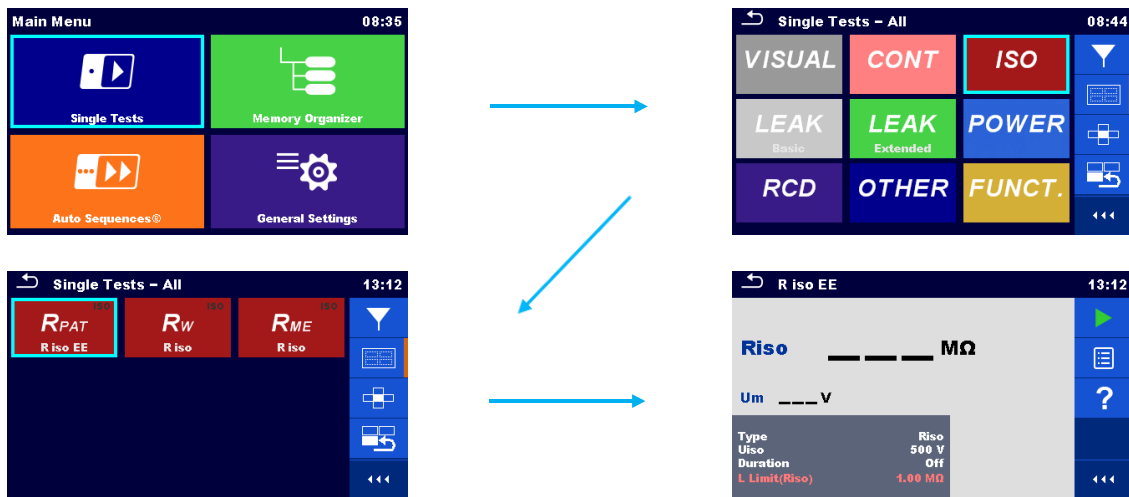 Main Menu 08:35
Single Tests
Memory Organizer
Auto Sequences®
General Settings
Single Tests – All 08:44
VISUAL CONT ISO
LEAK LEAK POWER
Basic Extended
RCD OTHER FUNCT.
Single Tests – All 13:12
ISO ISO ISO
RPAT RW RME
R iso EE R iso R iso
R iso EE 13:12
Riso ___ MΩ
Um ___ V
Type Riso
Uiso 500 V
Duration Off
L Limit(Riso) 1.00 MΩ
?